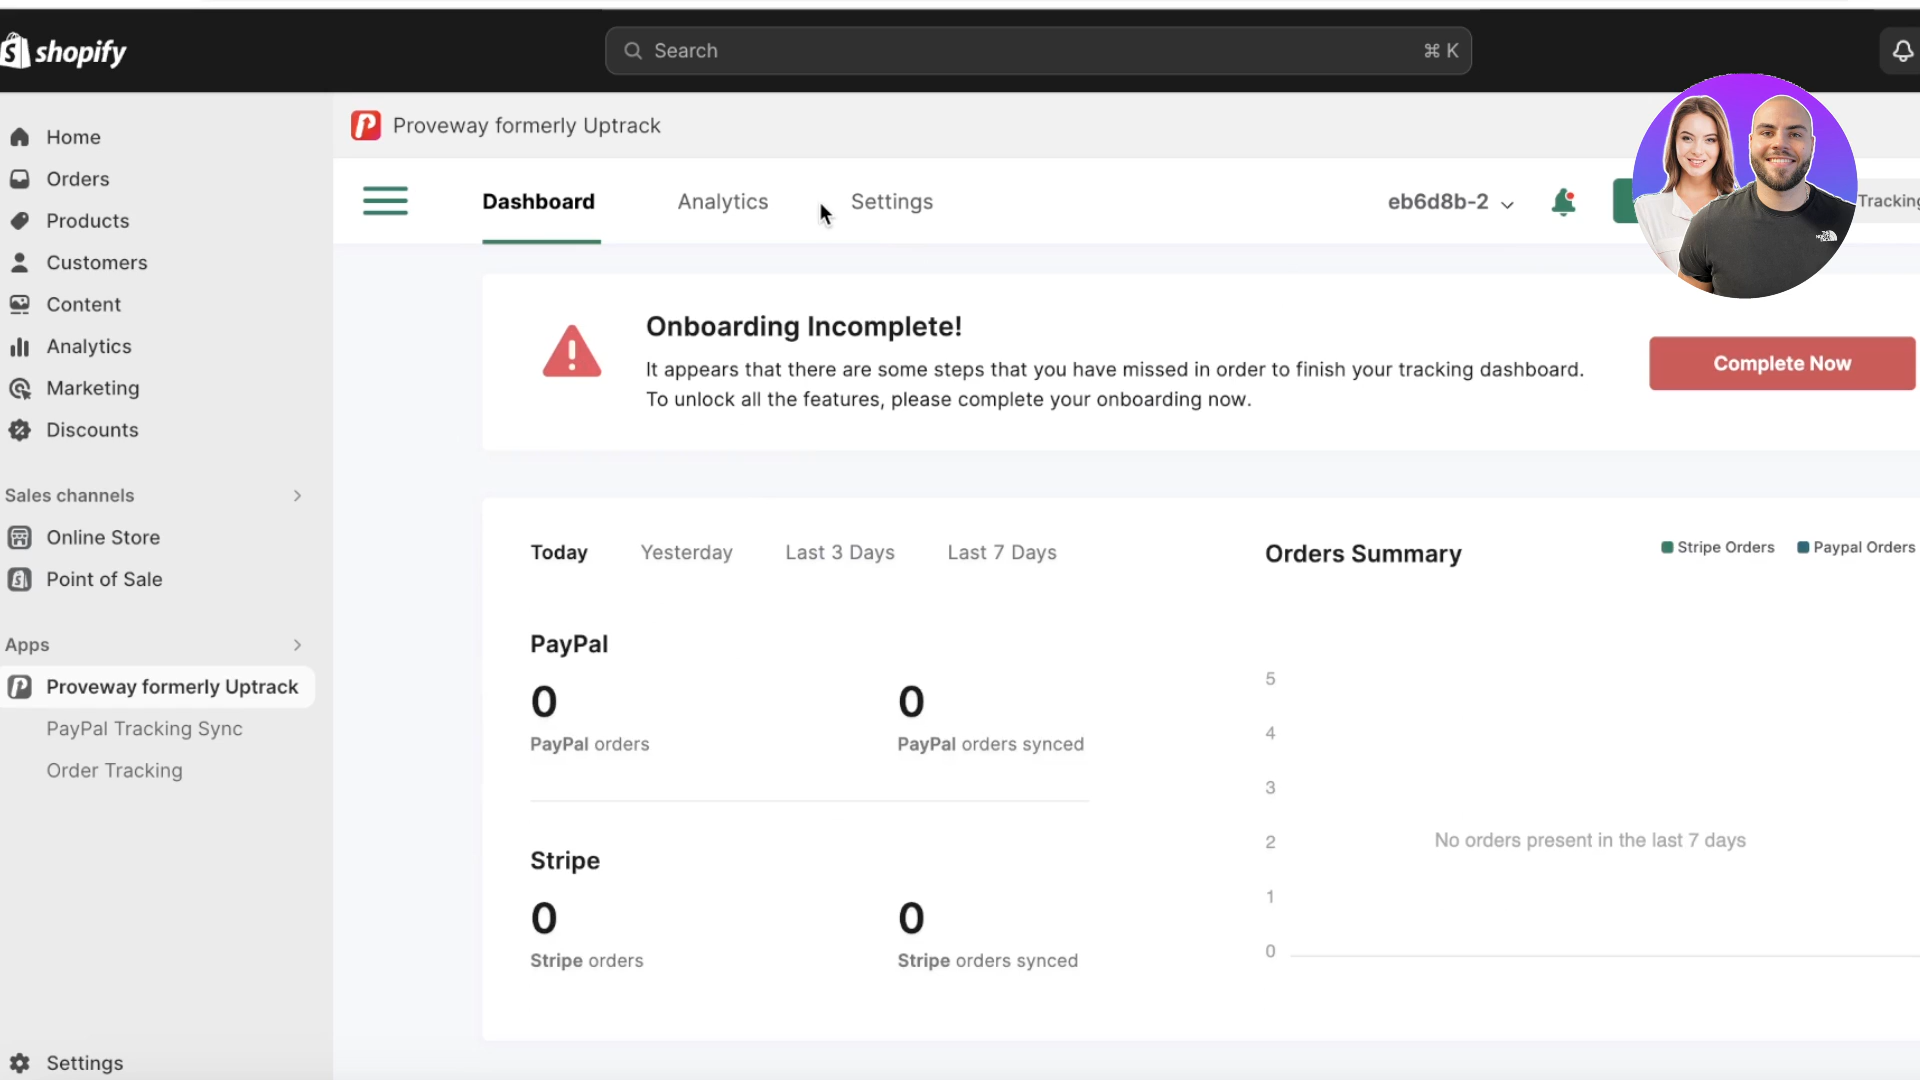 shopify
Search
⌘ K
Home
Orders
Products
Customers
Content
Analytics
Marketing
Discounts
Sales channels
Online Store
Point of Sale
Apps
Proveway formerly Uptrack
PayPal Tracking Sync
Order Tracking
Settings
Proveway formerly Uptrack
Dashboard
Analytics
Settings
eb6d8b-2
Tracking
Onboarding Incomplete!
It appears that there are some steps that you have missed in order to finish your tracking dashboard.
To unlock all the features, please complete your onboarding now.
Complete Now
Today
Yesterday
Last 3 Days
Last 7 Days
PayPal
0
PayPal orders
0
PayPal orders synced
Stripe
0
Stripe orders
0
Stripe orders synced
Orders Summary
Stripe Orders
Paypal Orders
5
4
3
2
1
0
No orders present in the last 7 days